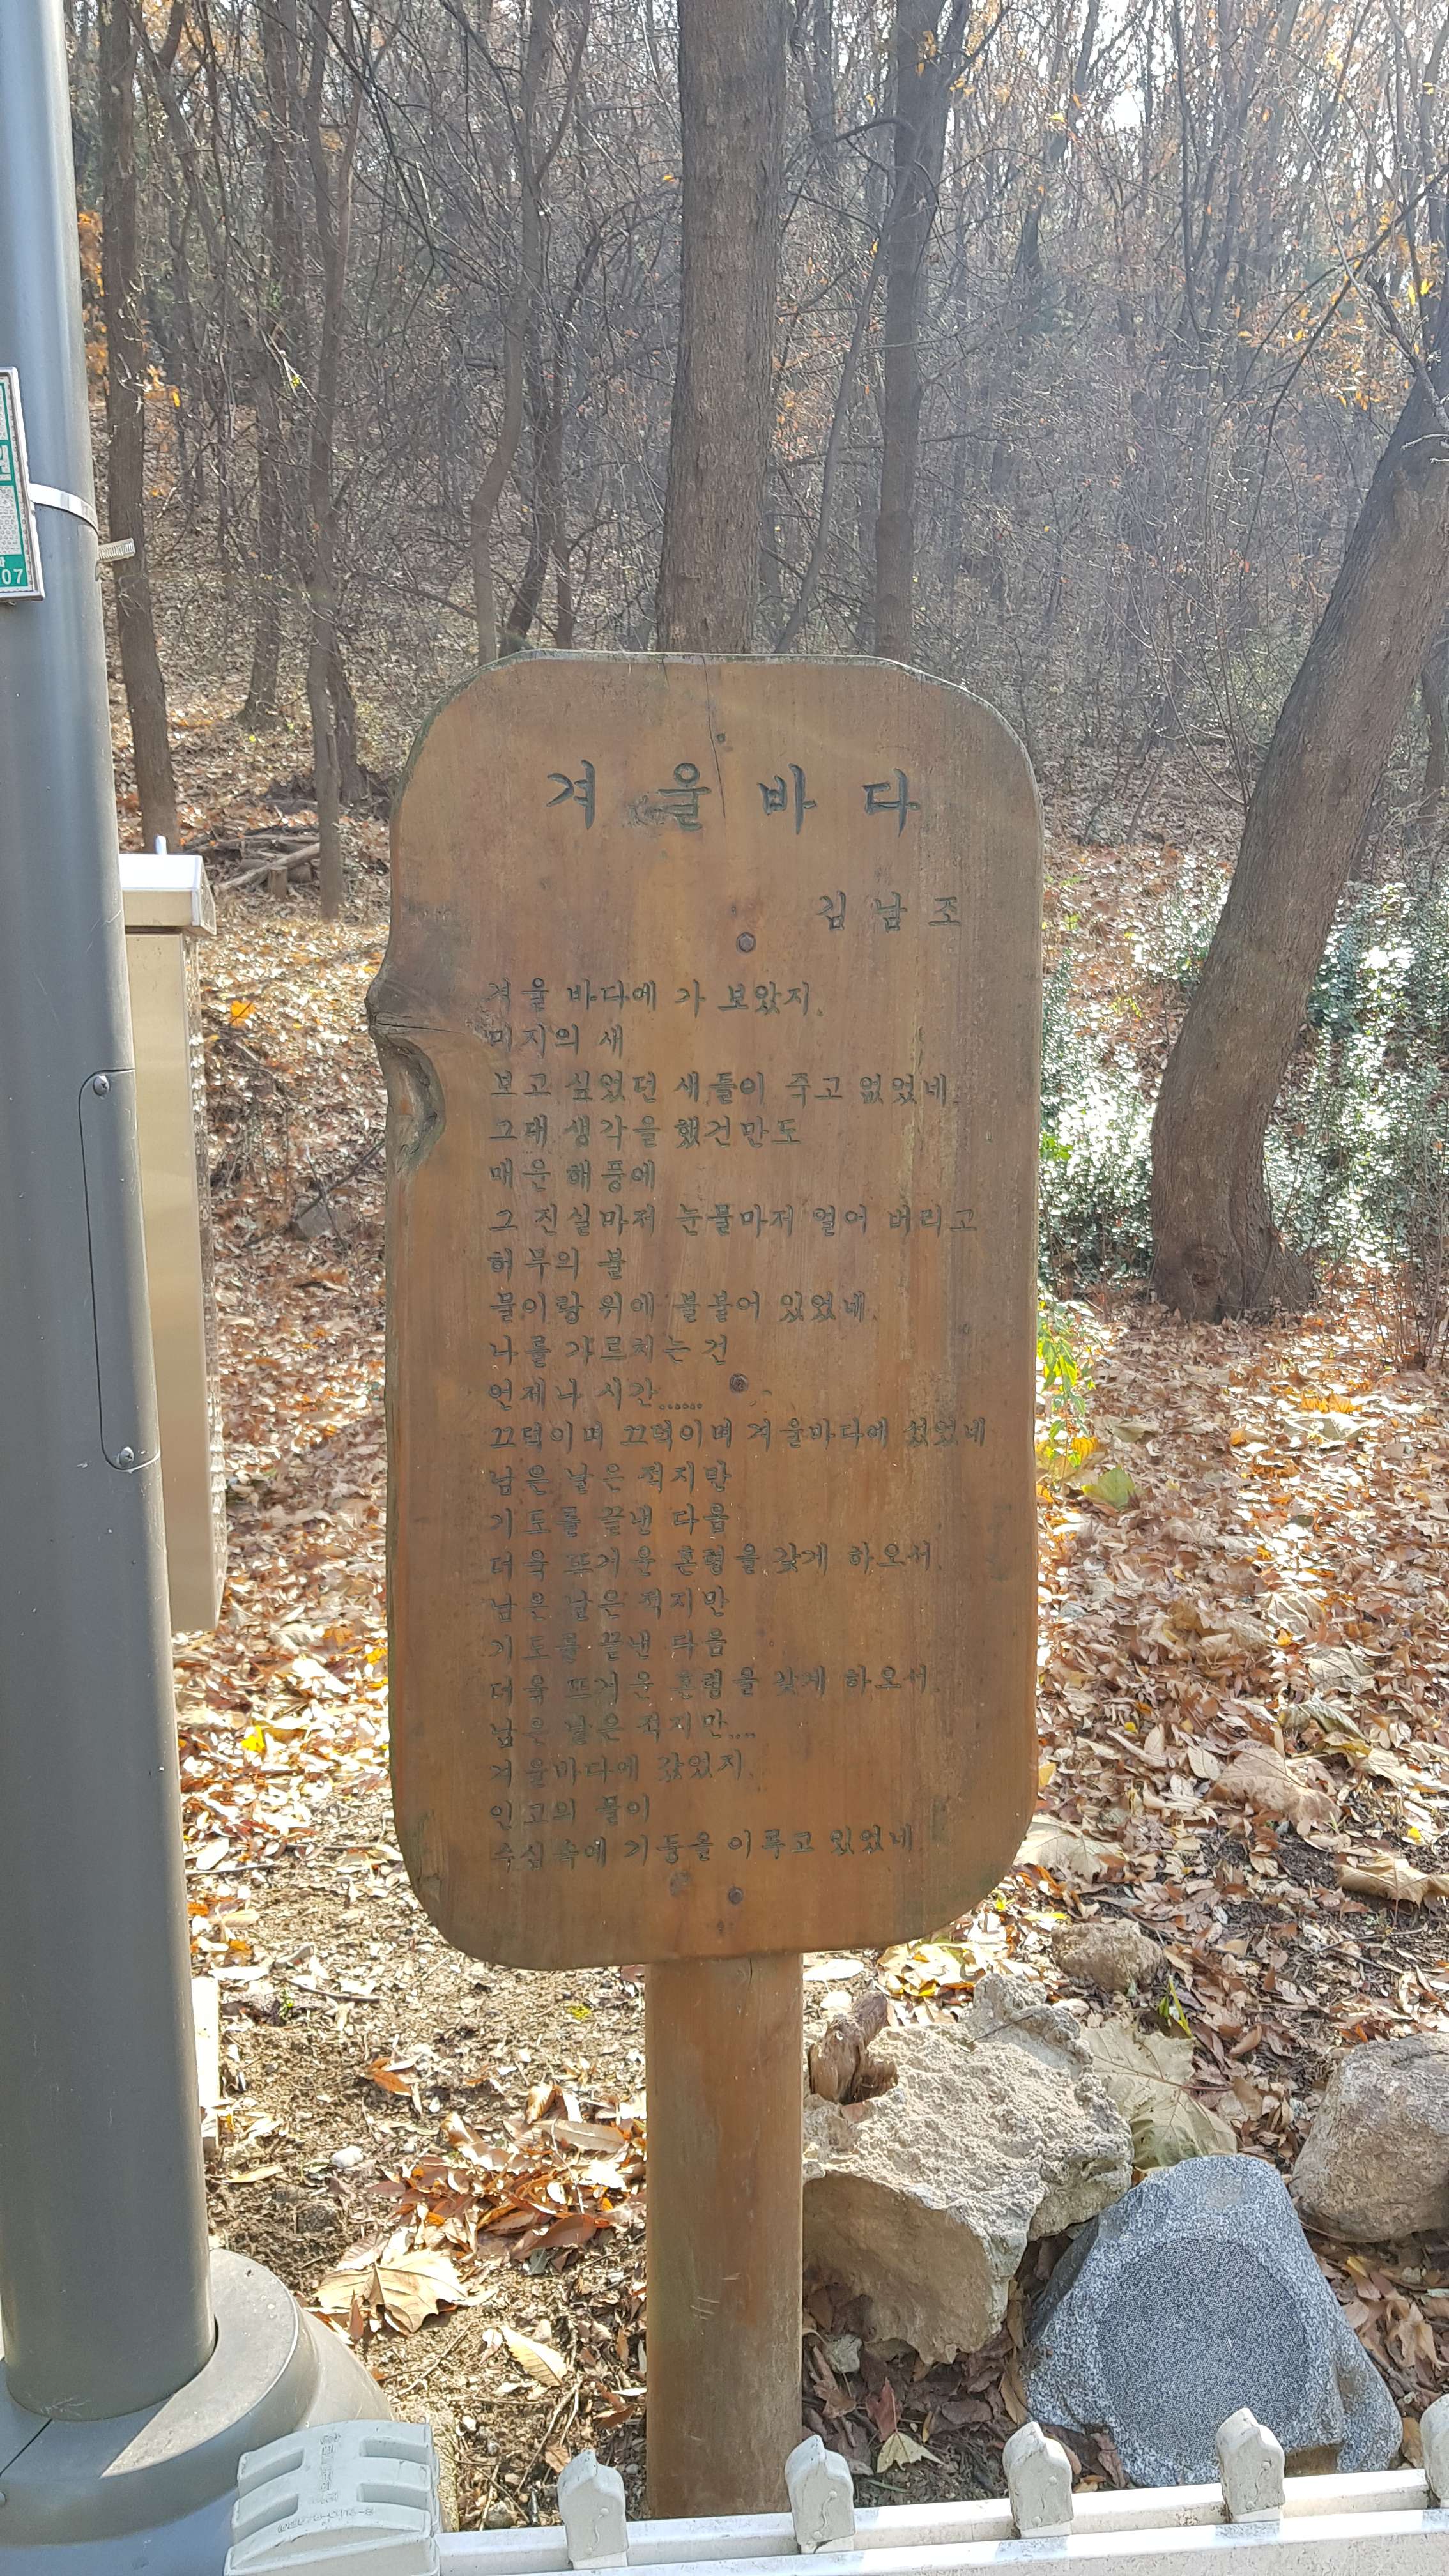 겨울바다
김남조
겨울 바다에 가 보았지.
미지의 새
보고 싶었던 새들이 죽고 없었네.
그대 생각을 했건만도
매운 해풍에
그 진실마저 눈물마저 얼어 버리고
허무의 불
물이랑 위에 불붙어 있었네.
나를 가르치는 건
언제나 시간......
끄덕이며 끄덕이며 겨울바다에 섰었네
남은 날은 적지만
기도를 끝낸 다음
더욱 뜨거운 혼령을 갖게 하오서.
남은 날은 적지만
기도를 끝낸 다음
더욱 뜨거운 혼령을 갖게 하오서.
남은 날은 적지만....
겨울바다에 갔었지.
인고의 물이
수심 속에 기둥을 이루고 있었네
07